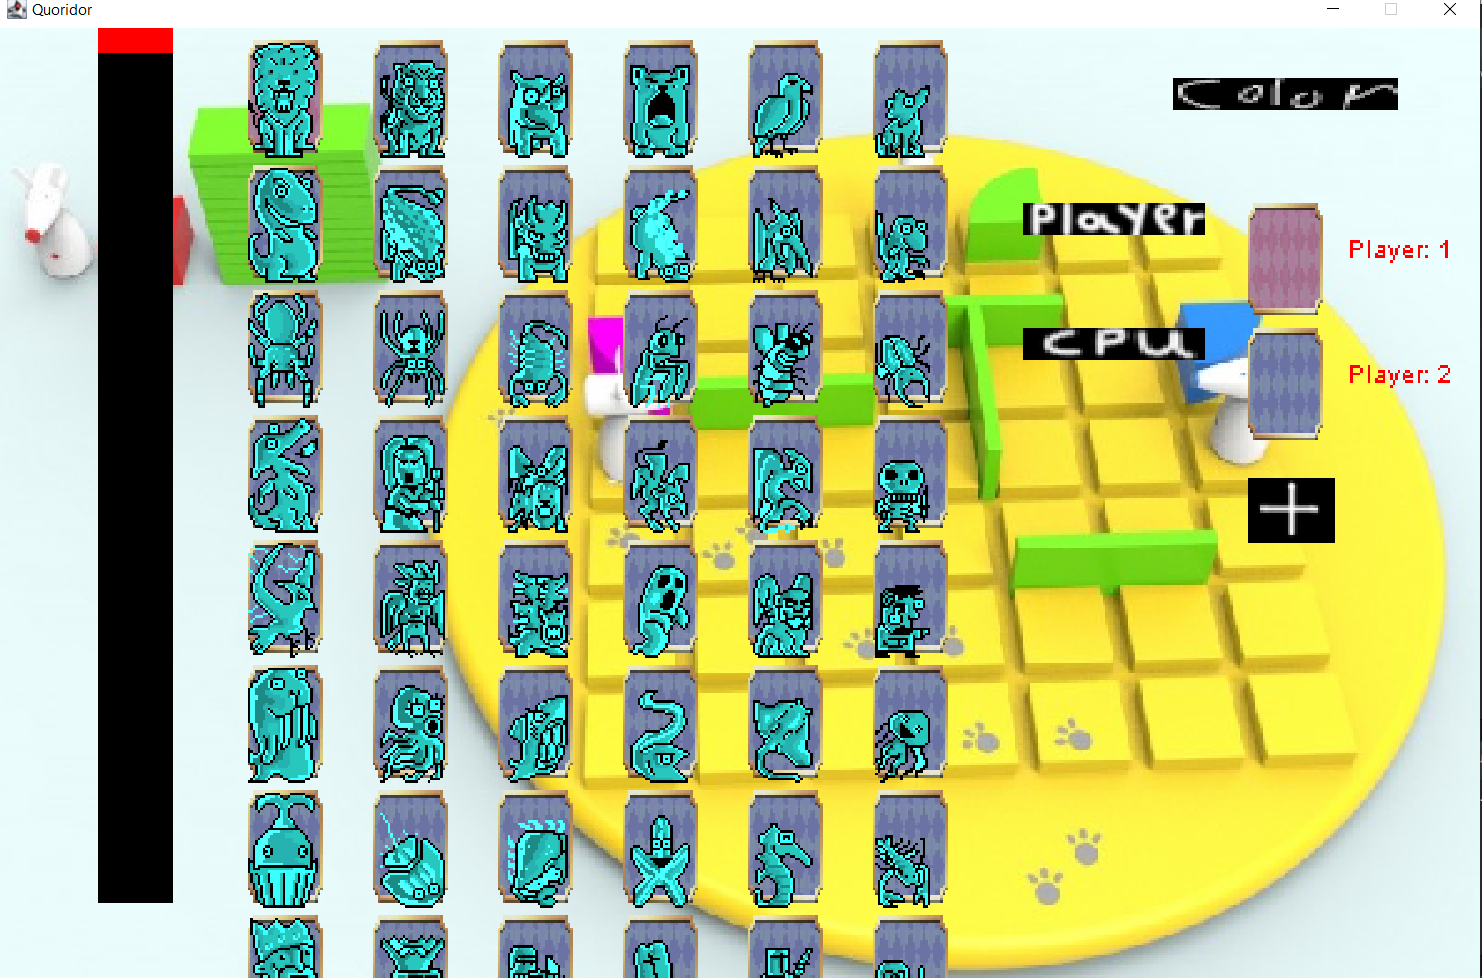 Quoridor
Color
Player
Player: 1
CPU
Player: 2
+